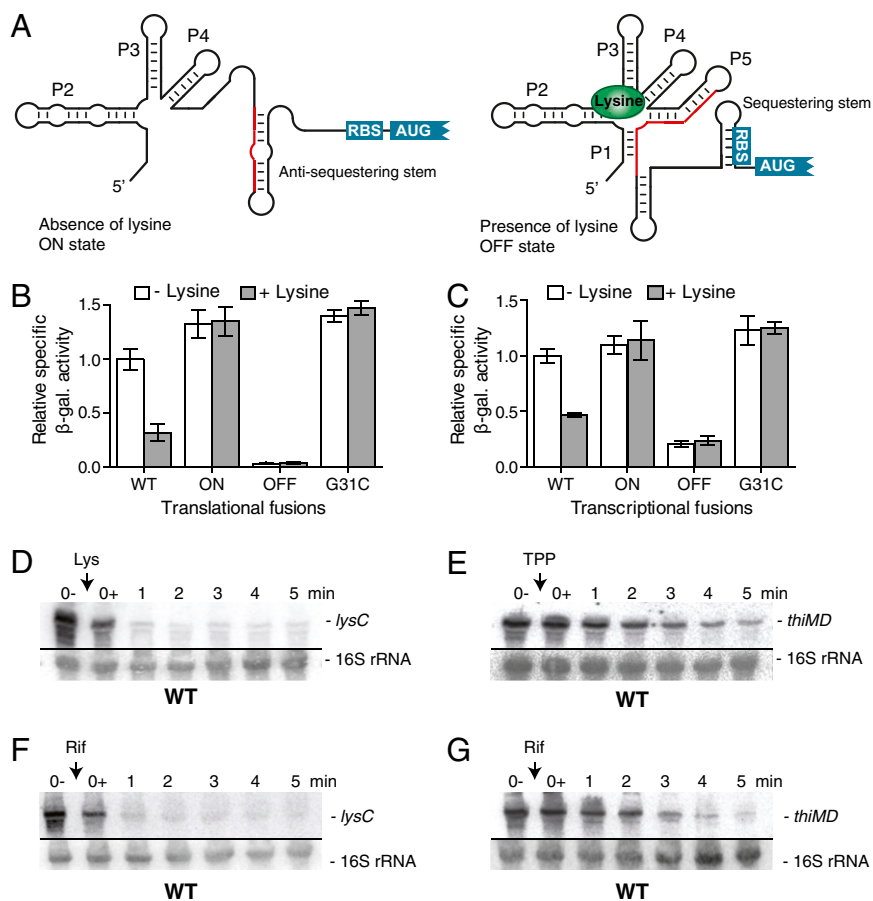 A
P3
P4
P2
5'
RBS AUG
Anti-sequestering stem
Absence of lysine
ON state
P3
P4
P5
P2
Lysine
P1
5'
Sequestering stem
RBS
AUG
Presence of lysine
OFF state
B
- Lysine + Lysine
Relative specific
β-gal. activity
1.5
1.0
0.5
0.0
WT ON OFF G31C
Translational fusions
C
- Lysine + Lysine
Relative specific
β-gal. activity
1.5
1.0
0.5
0.0
WT ON OFF G31C
Transcriptional fusions
D
Lys
0- 0+ 1 2 3 4 5 min
- lysC
- 16S rRNA
WT
E
TPP
0- 0+ 1 2 3 4 5 min
- thiMD
- 16S rRNA
WT
F
Rif
0- 0+ 1 2 3 4 5 min
- lysC
- 16S rRNA
WT
G
Rif
0- 0+ 1 2 3 4 5 min
- thiMD
- 16S rRNA
WT